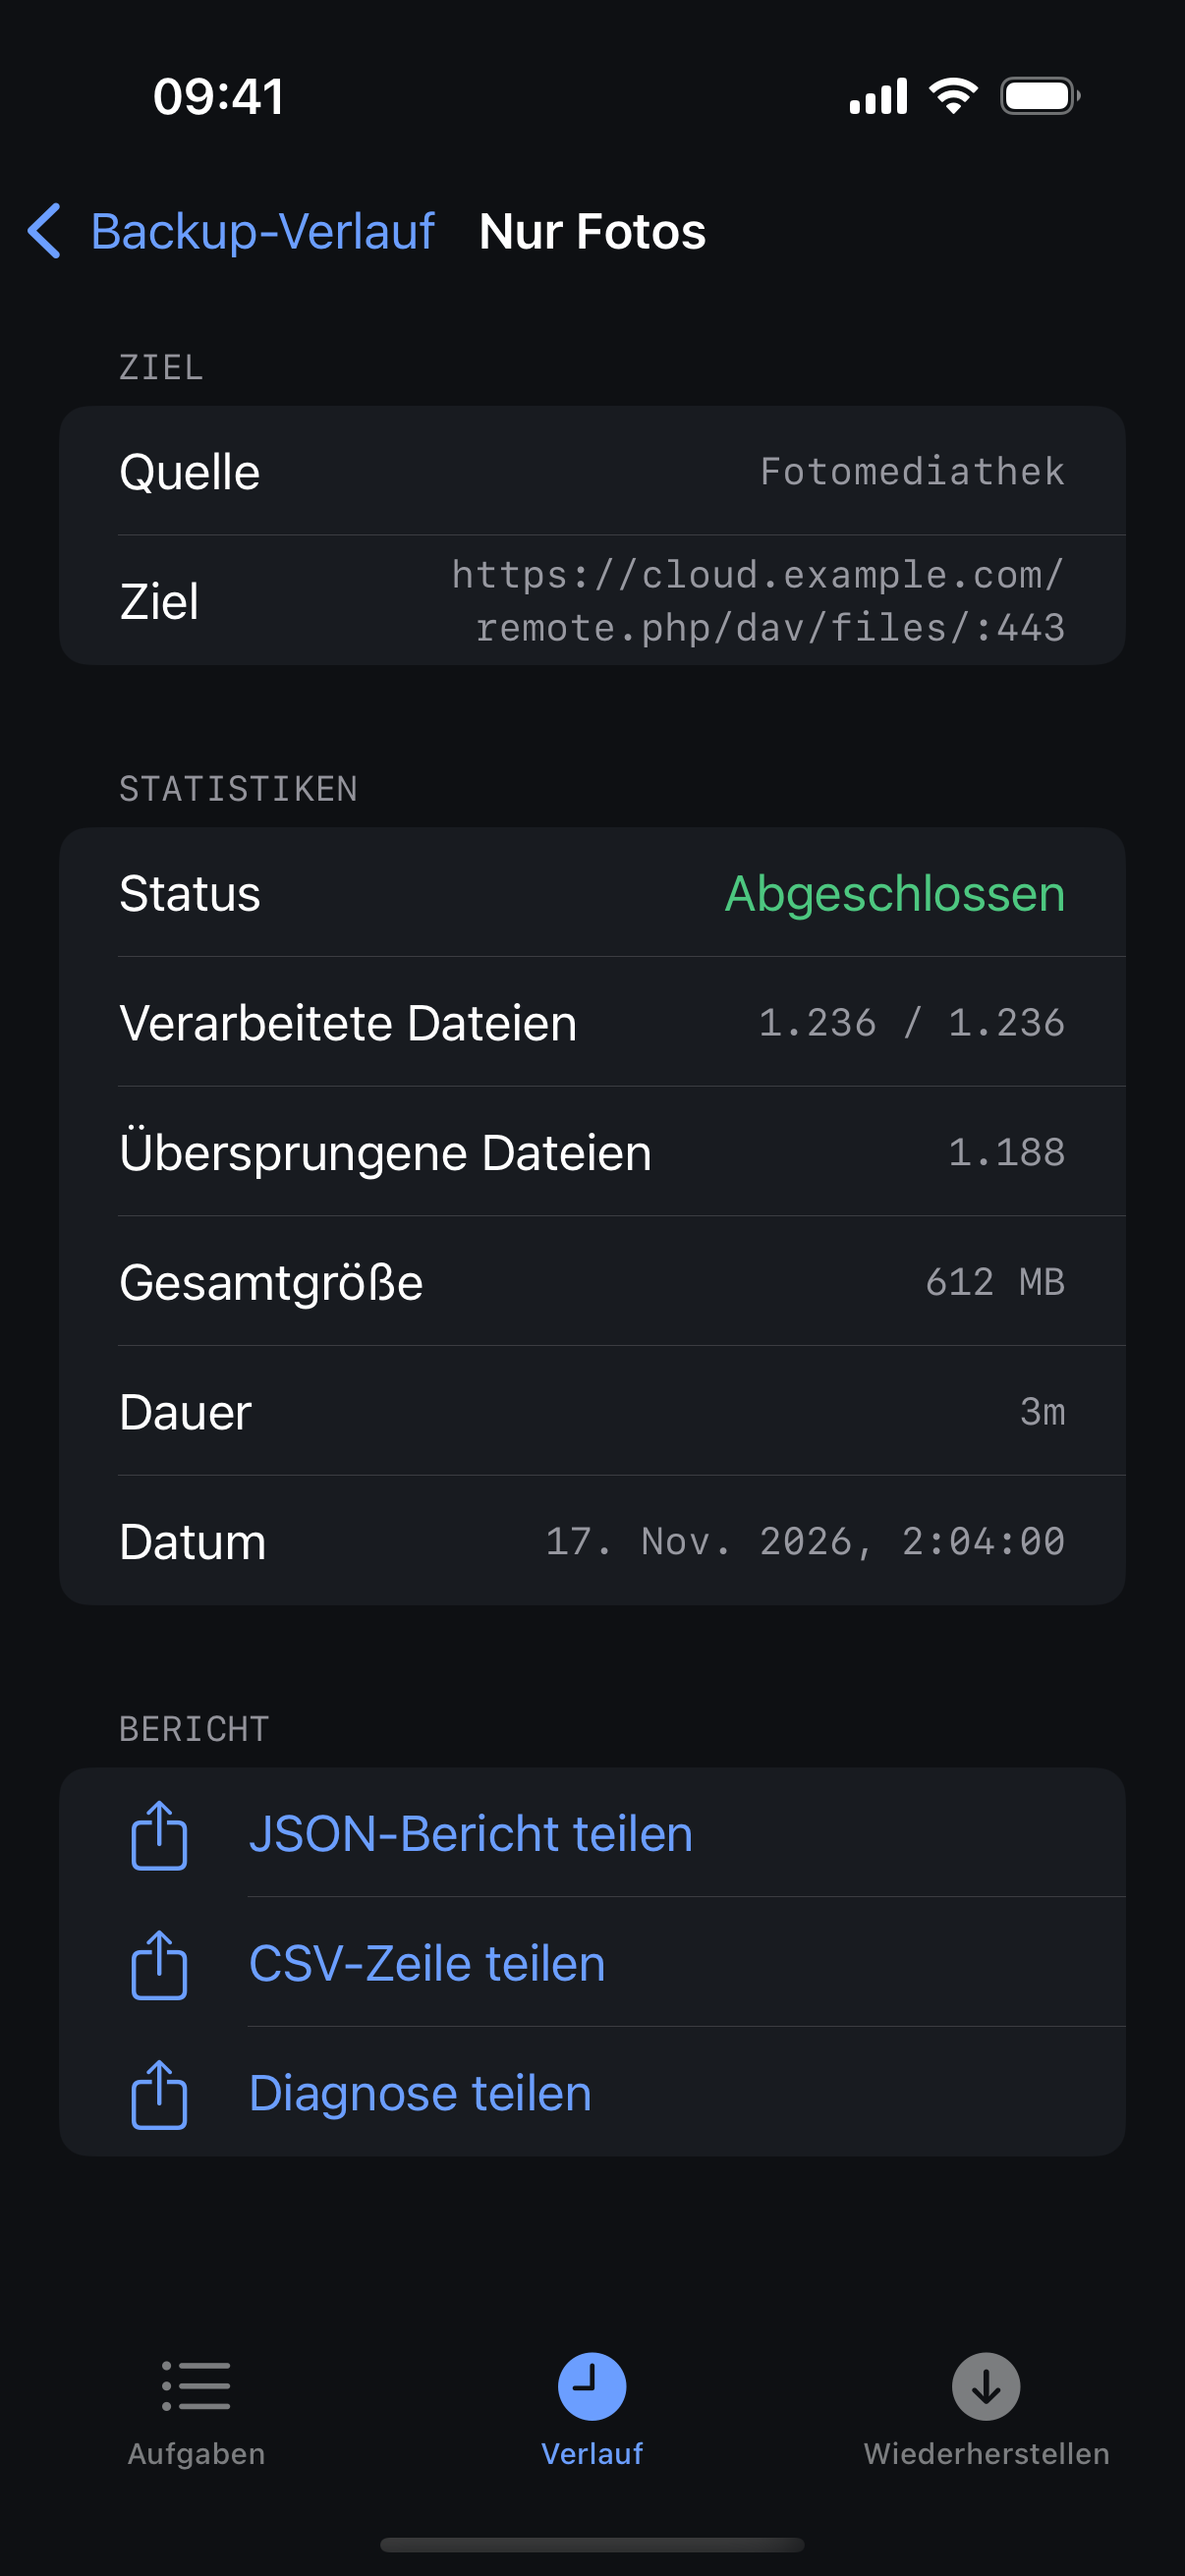 09:41
Backup-Verlauf Nur Fotos
ZIEL
Quelle Fotomediathek
Ziel https://cloud.example.com/
remote.php/dav/files/:443
STATISTIKEN
Status Abgeschlossen
Verarbeitete Dateien 1.236 / 1.236
Übersprungene Dateien 1.188
Gesamtgröße 612 MB
Dauer 3m
Datum 17. Nov. 2026, 2:04:00
BERICHT
JSON-Bericht teilen
CSV-Zeile teilen
Diagnose teilen
Aufgaben Verlauf Wiederherstellen